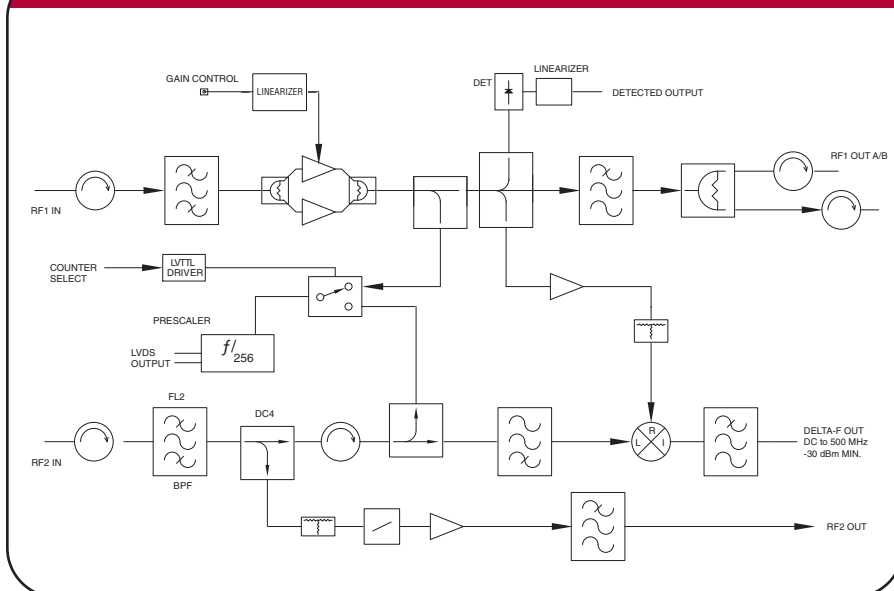 GAIN CONTROL
LINEARIZER
DET
LINEARIZER
DETECTED OUTPUT
RF1 IN
RF1 OUT A/B
COUNTER
SELECT
LVTTL
DRIVER
PRESCALER
f/256
LVDS
OUTPUT
FL2
DC4
RF2 IN
BPF
R
L
I
DELTA-F OUT
DC to 500 MHz
-30 dBm MIN.
RF2 OUT